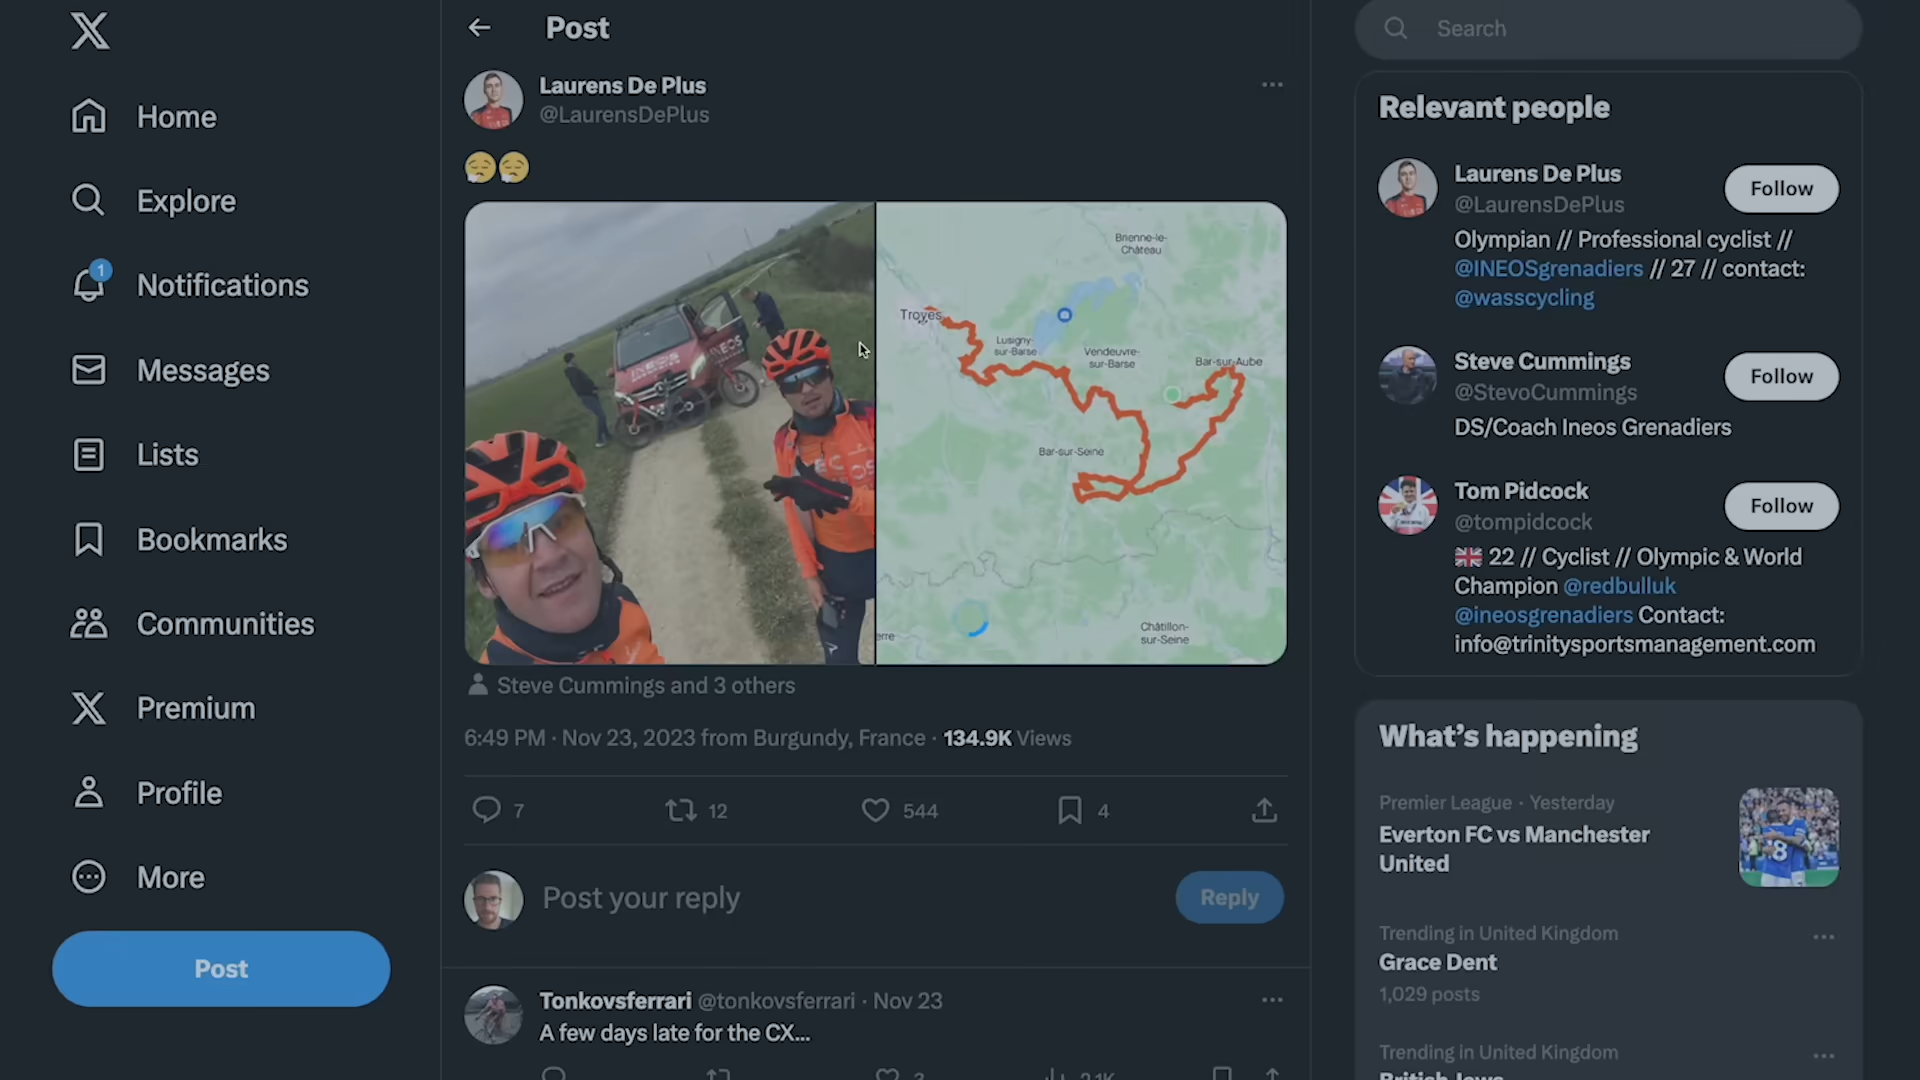 Home
Explore
1
Notifications
Messages
Lists
Bookmarks
Communities
Premium
Profile
More
Post
Post
Laurens De Plus
@LaurensDePlus
INEOS
Troyes
Brienne-le-
Château
Lusigny-
sur-Barse
Vendeuvre-
sur-Barse
Bar-sur-Aube
Bar-sur-Seine
Châtillon-
sur-Seine
erre
Steve Cummings and 3 others
6:49 PM · Nov 23, 2023 from Burgundy, France · 134.9K Views
7
12
544
4
Post your reply
Reply
Tonkovsferrari @tonkovsferrari · Nov 23
A few days late for the CX...
Search
Relevant people
Laurens De Plus
@LaurensDePlus
Follow
Olympian // Professional cyclist //
@INEOSgrenadiers // 27 // contact:
@wasscycling
Steve Cummings
@StevoCummings
Follow
DS/Coach Ineos Grenadiers
Tom Pidcock
@tompidcock
Follow
22 // Cyclist // Olympic & World
Champion @redbulluk
@ineosgrenadiers Contact:
info@trinitysportsmanagement.com
What's happening
Premier League · Yesterday
Everton FC vs Manchester
United
8
Trending in United Kingdom
Grace Dent
1,029 posts
Trending in United Kingdom